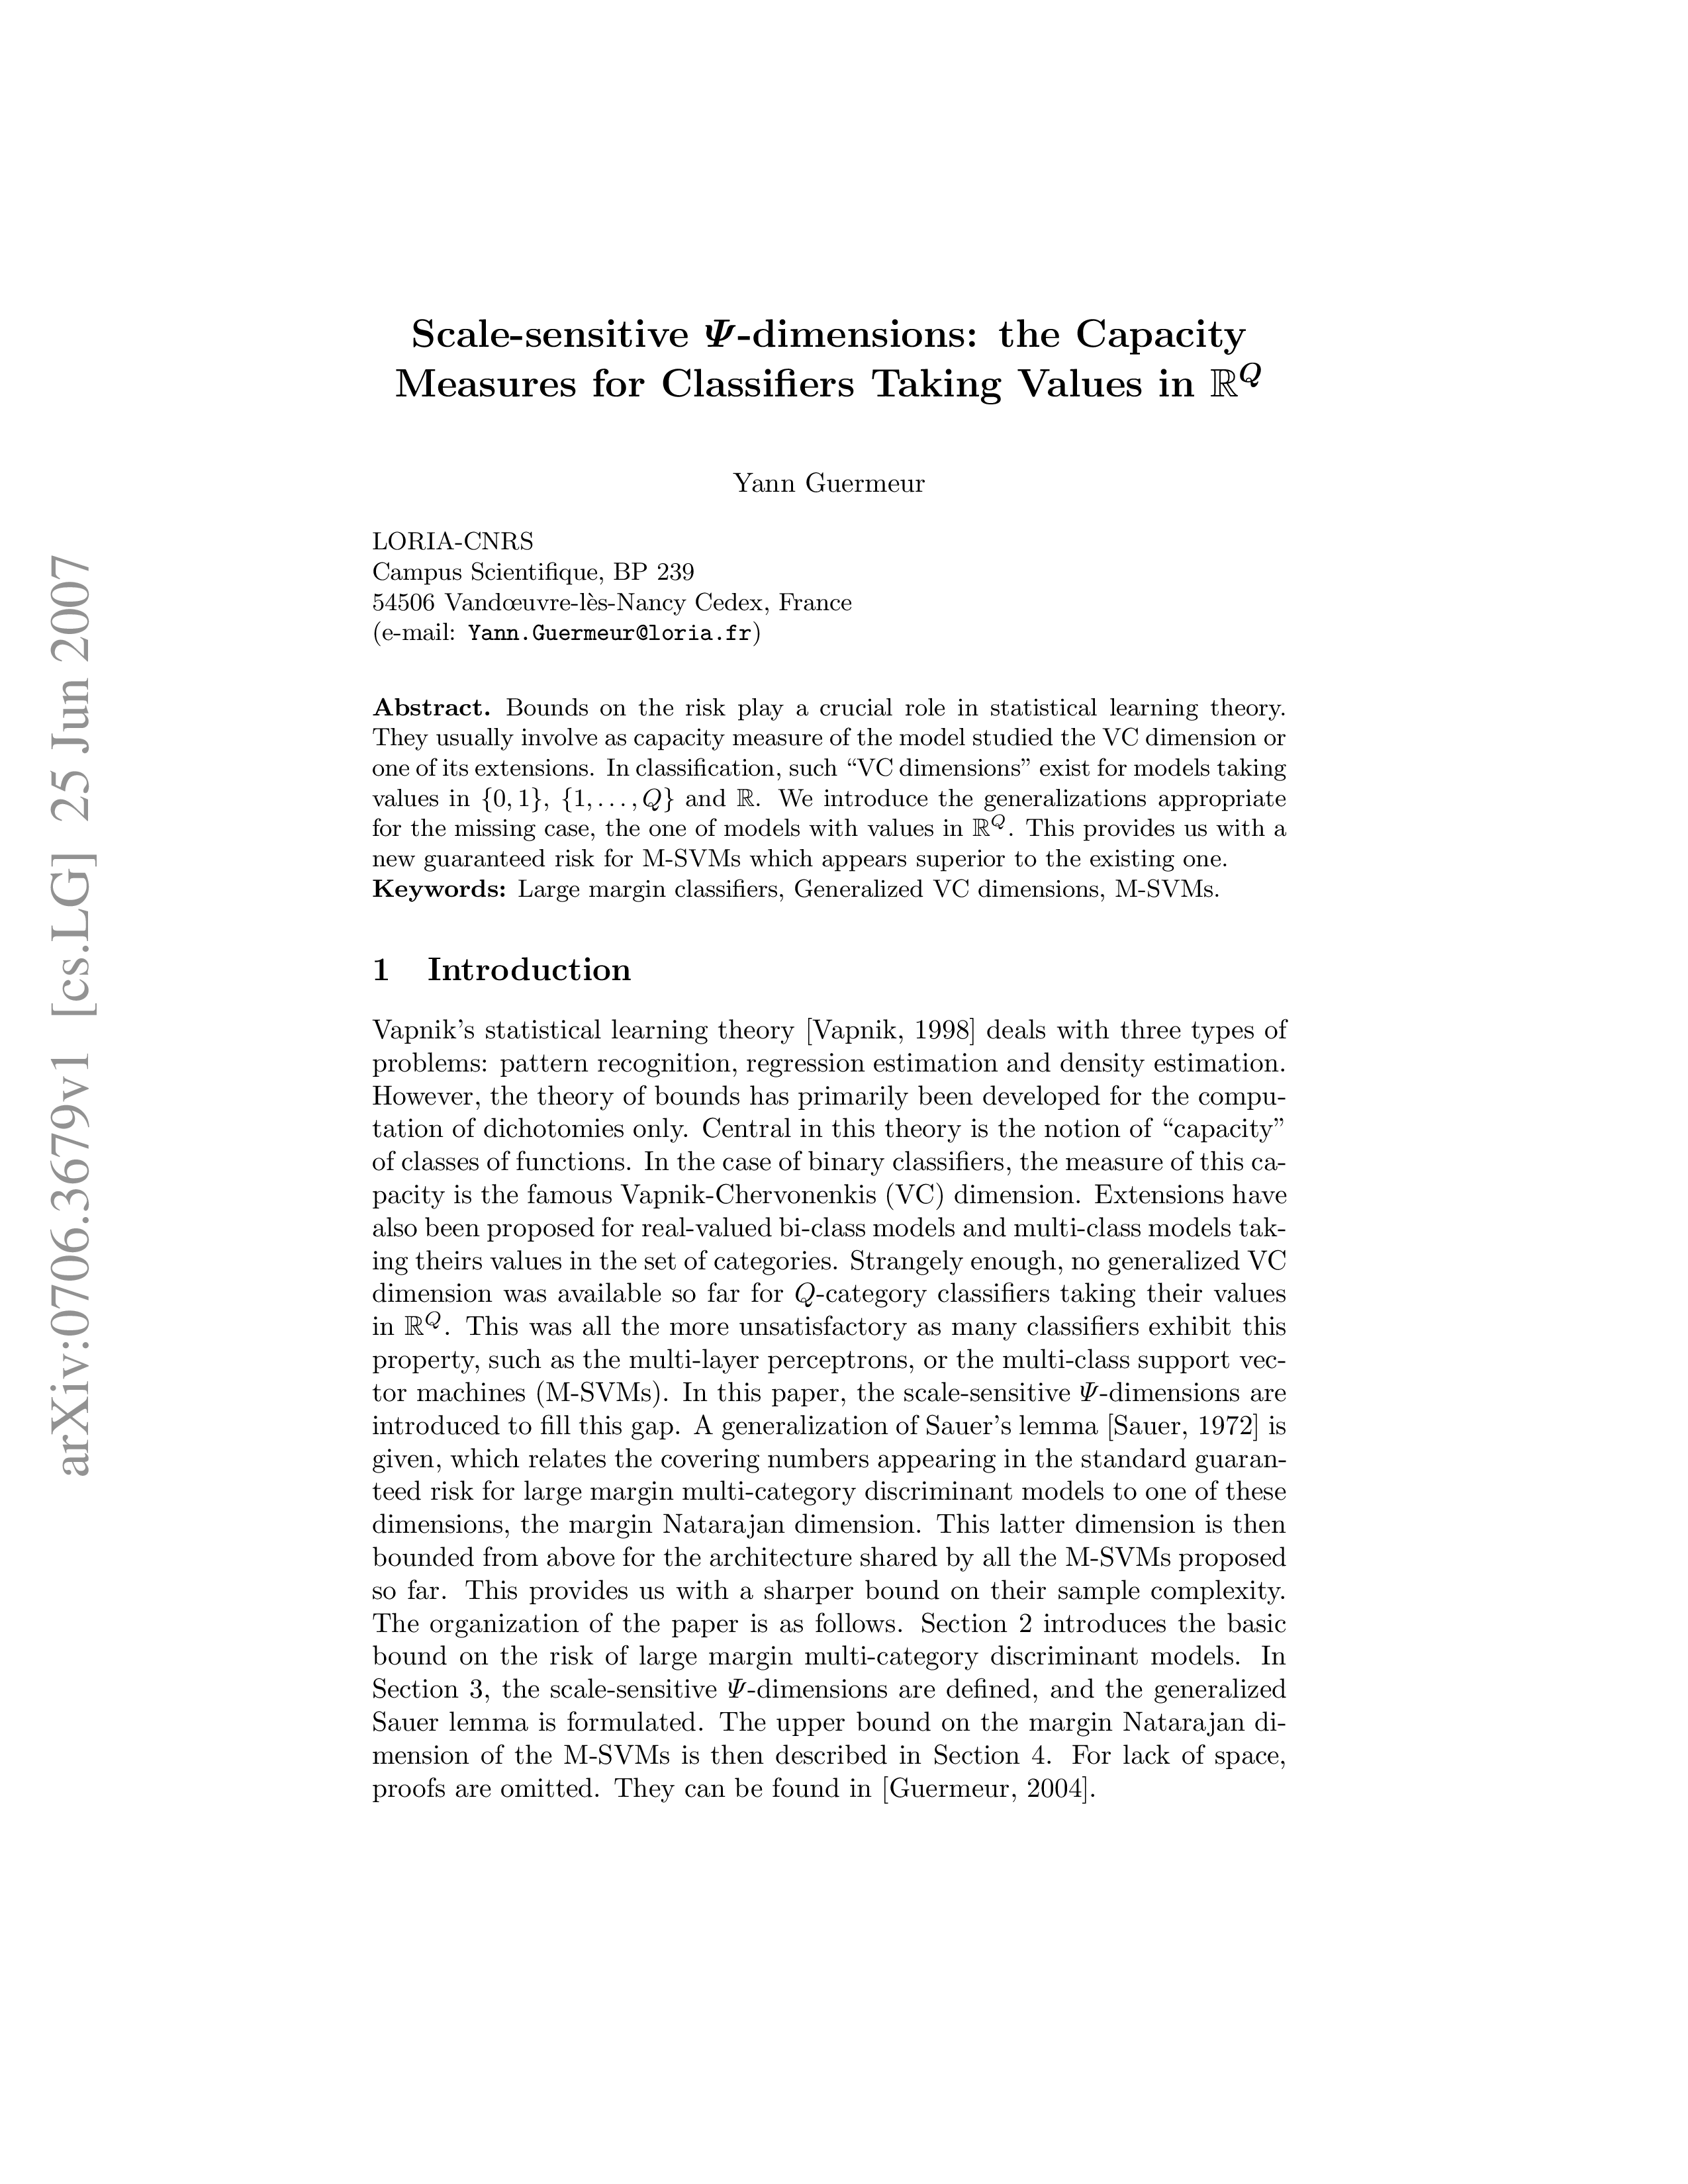 Scale-sensitive Ψ-dimensions: the Capacity
Measures for Classifiers Taking Values in ℝ^Q
Yann Guermeur
LORIA-CNRS
Campus Scientifique, BP 239
54506 Vandœuvre-lès-Nancy Cedex, France
(e-mail: Yann.Guermeur@loria.fr)
Abstract. Bounds on the risk play a crucial role in statistical learning theory.
They usually involve as capacity measure of the model studied the VC dimension or
one of its extensions. In classification, such “VC dimensions” exist for models taking
values in {0, 1}, {1, . . . , Q} and ℝ. We introduce the generalizations appropriate
for the missing case, the one of models with values in ℝ^Q. This provides us with a
new guaranteed risk for M-SVMs which appears superior to the existing one.
Keywords: Large margin classifiers, Generalized VC dimensions, M-SVMs.
1 Introduction
Vapnik’s statistical learning theory [Vapnik, 1998] deals with three types of
problems: pattern recognition, regression estimation and density estimation.
However, the theory of bounds has primarily been developed for the compu-
tation of dichotomies only. Central in this theory is the notion of “capacity”
of classes of functions. In the case of binary classifiers, the measure of this ca-
pacity is the famous Vapnik-Chervonenkis (VC) dimension. Extensions have
also been proposed for real-valued bi-class models and multi-class models tak-
ing theirs values in the set of categories. Strangely enough, no generalized VC
dimension was available so far for Q-category classifiers taking their values
in ℝ^Q. This was all the more unsatisfactory as many classifiers exhibit this
property, such as the multi-layer perceptrons, or the multi-class support vec-
tor machines (M-SVMs). In this paper, the scale-sensitive Ψ-dimensions are
introduced to fill this gap. A generalization of Sauer’s lemma [Sauer, 1972] is
given, which relates the covering numbers appearing in the standard guaran-
teed risk for large margin multi-category discriminant models to one of these
dimensions, the margin Natarajan dimension. This latter dimension is then
bounded from above for the architecture shared by all the M-SVMs proposed
so far. This provides us with a sharper bound on their sample complexity.
The organization of the paper is as follows. Section 2 introduces the basic
bound on the risk of large margin multi-category discriminant models. In
Section 3, the scale-sensitive Ψ-dimensions are defined, and the generalized
Sauer lemma is formulated. The upper bound on the margin Natarajan di-
mension of the M-SVMs is then described in Section 4. For lack of space,
proofs are omitted. They can be found in [Guermeur, 2004].
arXiv:0706.3679v1 [cs.LG] 25 Jun 2007